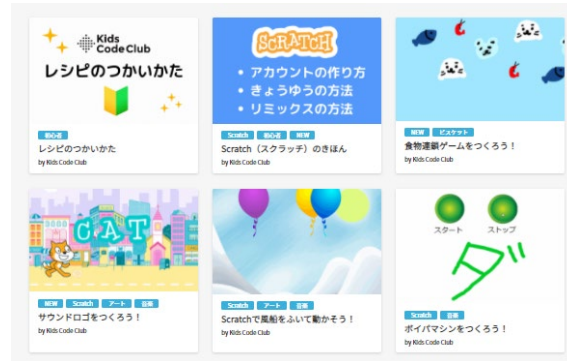 Kids
Code Club
レシピのつかいかた
初心者
レシピのつかいかた
by Kids Code Club
SCRATCH
• アカウントの作り方
• きょうゆうの方法
• リミックスの方法
Scratch 初心者 NEW
Scratch（スクラッチ）のきほん
by Kids Code Club
NEW ビスケット
食物連鎖ゲームをつくろう！
by Kids Code Club
CAT
NEW Scratch アート 音楽
サウンドロゴをつくろう！
by Kids Code Club
Scratch アート 音楽
Scratchで風船をふいて動かそう！
by Kids Code Club
スタート ストップ
ダ
Scratch 音楽
ボイパマシンをつくろう！
by Kids Code Club